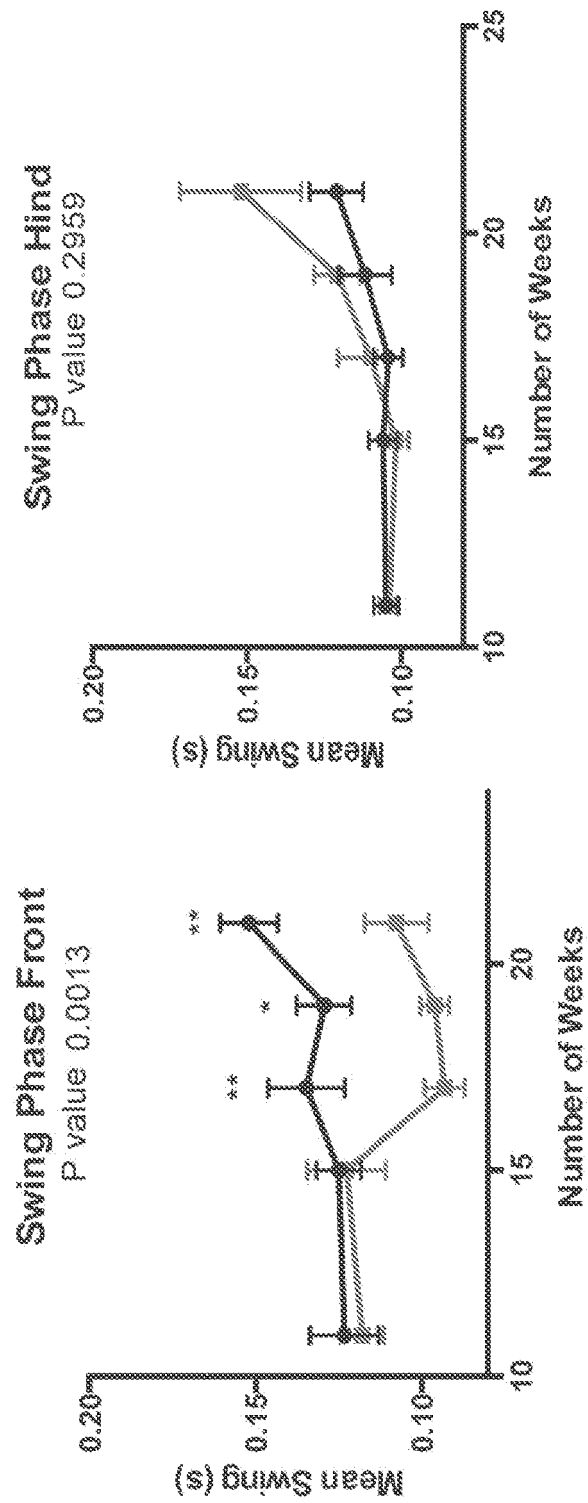 Swing Phase Front
P value 0.0013
**
*
**
0.20
0.15
0.10
Mean Swing (s)
10
15
20
Number of Weeks
Swing Phase Hind
P value 0.2959
0.20
0.15
0.10
Mean Swing (s)
10
15
20
25
Number of Weeks